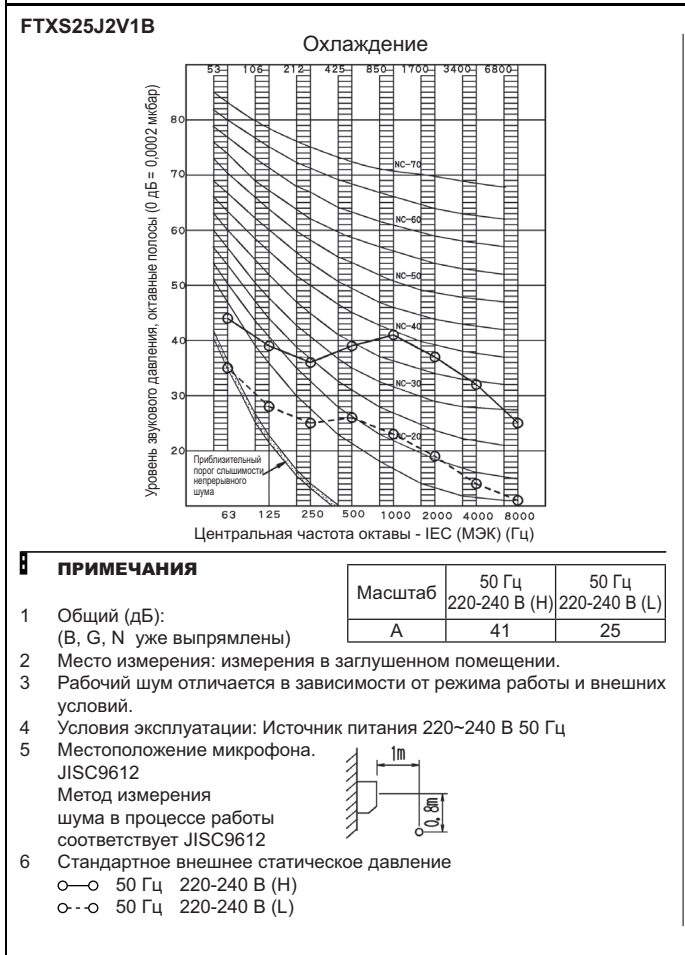 FTXS25J2V1B
Охлаждение
53 106 212 425 850 1700 3400 6800
Уровень звукового давления, октавные полосы (0 дБ = 0,0002 мкбар)
80
70
60
50
40
30
20
NC-70
NC-60
NC-50
NC-40
NC-30
NC-20
Приблизительный
порог слышимости
непрерывного
шума
63 125 250 500 1000 2000 4000 8000
Центральная частота октавы - IEC (МЭК) (Гц)
ПРИМЕЧАНИЯ
Масштаб 50 Гц 220-240 В (H) 50 Гц 220-240 В (L)
A 41 25
1 Общий (дБ):
(B, G, N уже выпрямлены)
2 Место измерения: измерения в заглушенном помещении.
3 Рабочий шум отличается в зависимости от режима работы и внешних
условий.
4 Условия эксплуатации: Источник питания 220~240 В 50 Гц
5 Местоположение микрофона.
JISC9612
Метод измерения
шума в процессе работы
соответствует JISC9612
1m
0,8m
6 Стандартное внешнее статическое давление
50 Гц 220-240 В (H)
50 Гц 220-240 В (L)